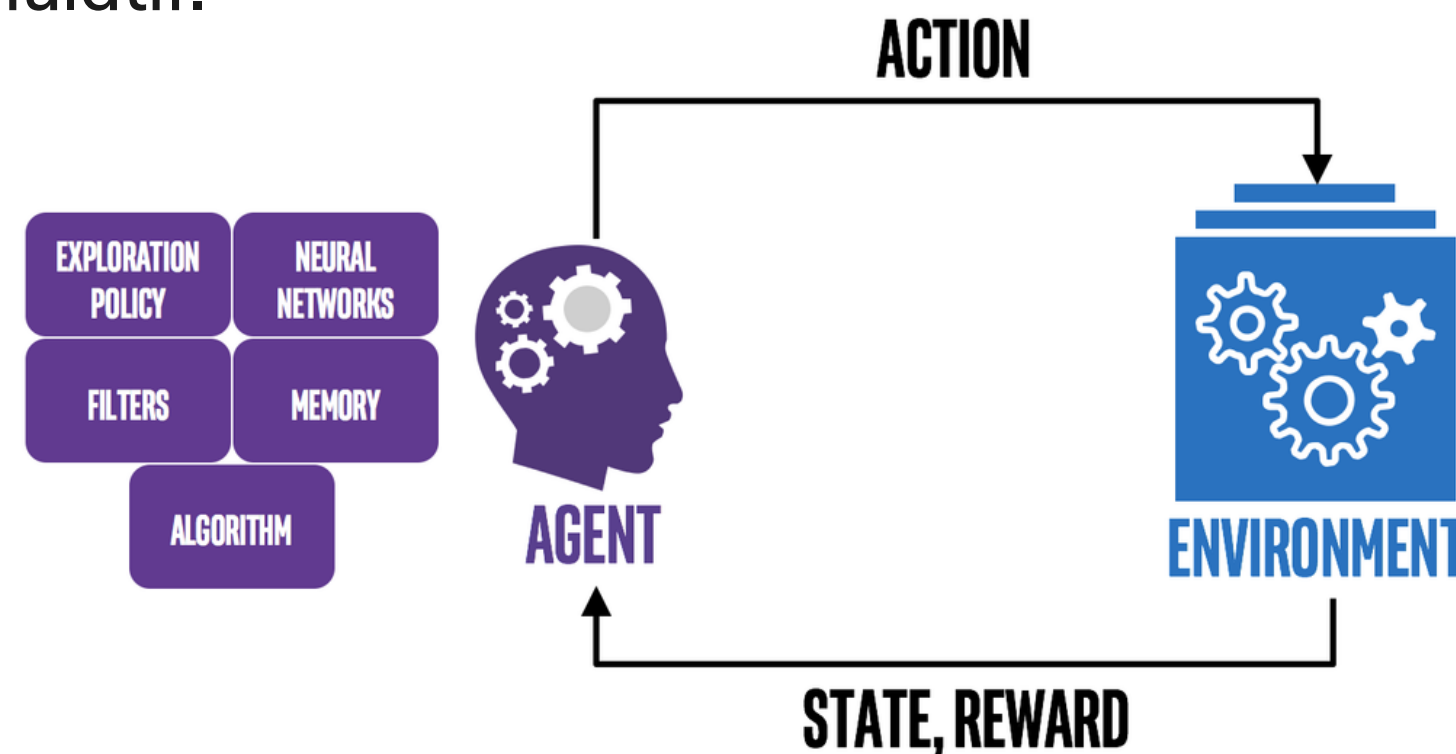 ACTION
EXPLORATION
POLICY
NEURAL
NETWORKS
FILTERS
MEMORY
ALGORITHM
AGENT
ENVIRONMENT
STATE, REWARD